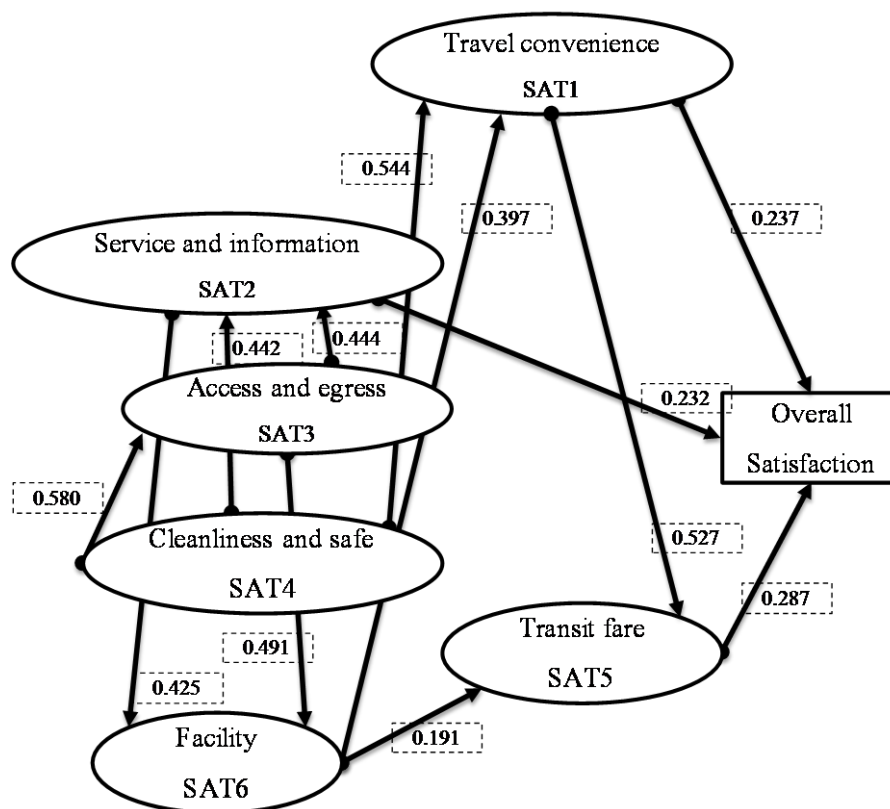 Travel convenience
SAT1
0.544
0.397
0.237
Service and information
SAT2
0.442
0.444
Access and egress
SAT3
0.232
Overall
Satisfaction
0.580
Cleanliness and safe
SAT4
0.527
0.287
Transit fare
SAT5
0.491
0.425
Facility
SAT6
0.191